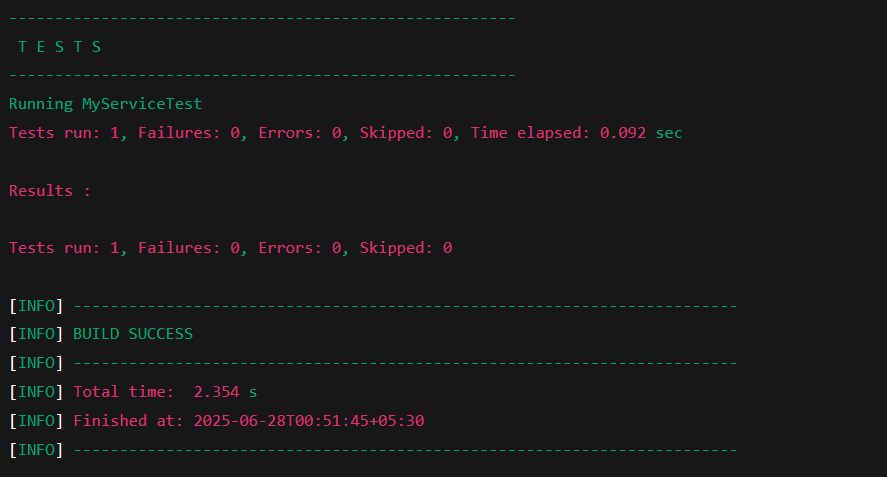 -------------------------------------------------------
 T E S T S
-------------------------------------------------------
Running MyServiceTest
Tests run: 1, Failures: 0, Errors: 0, Skipped: 0, Time elapsed: 0.092 sec
Results :
Tests run: 1, Failures: 0, Errors: 0, Skipped: 0
[INFO] ------------------------------------------------------------------------
[INFO] BUILD SUCCESS
[INFO] ------------------------------------------------------------------------
[INFO] Total time:  2.354 s
[INFO] Finished at: 2025-06-28T00:51:45+05:30
[INFO] ------------------------------------------------------------------------